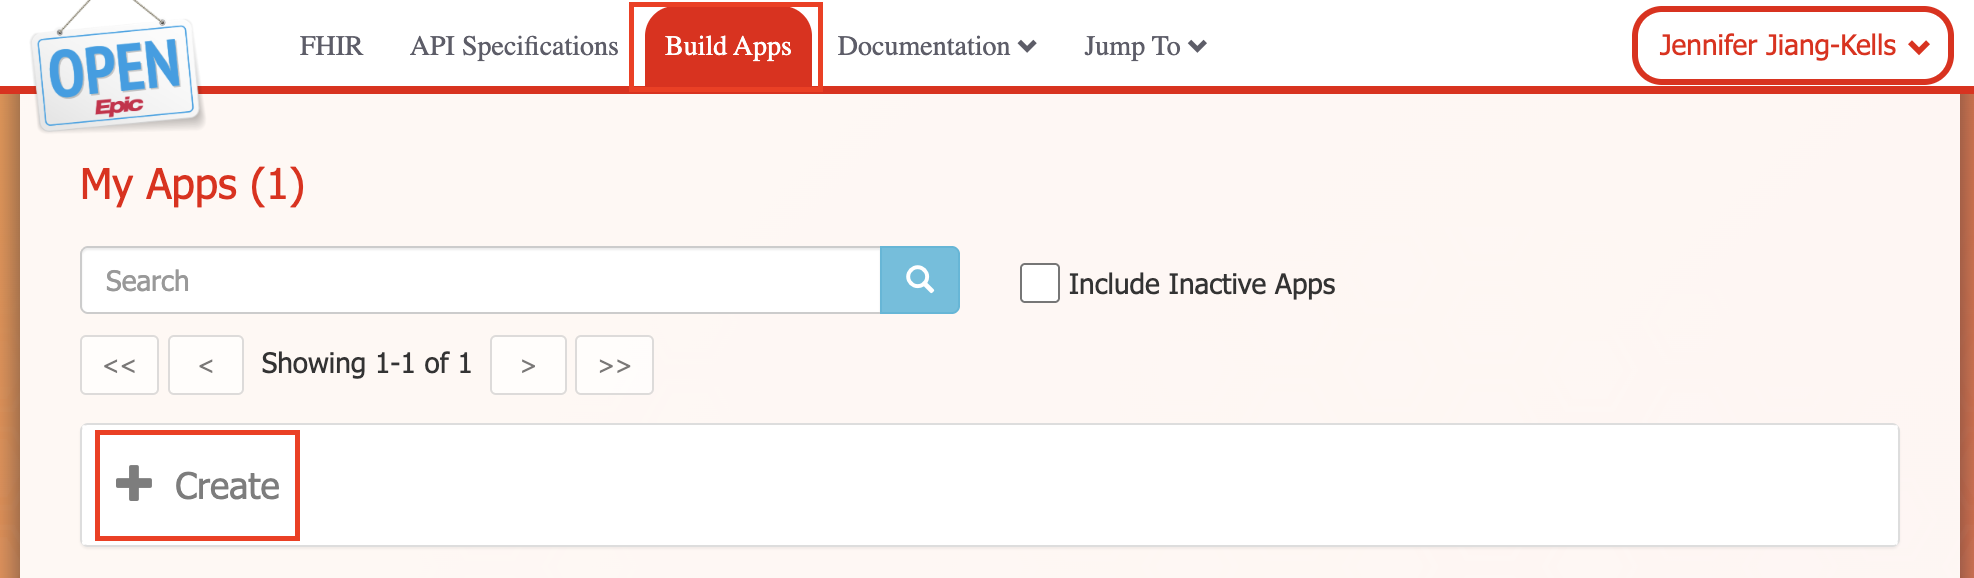 OPEN
Epic
FHIR API Specifications Build Apps Documentation Jump To Jennifer Jiang-Kells
My Apps (1)
Search Include Inactive Apps
<< < Showing 1-1 of 1 > >>
Create